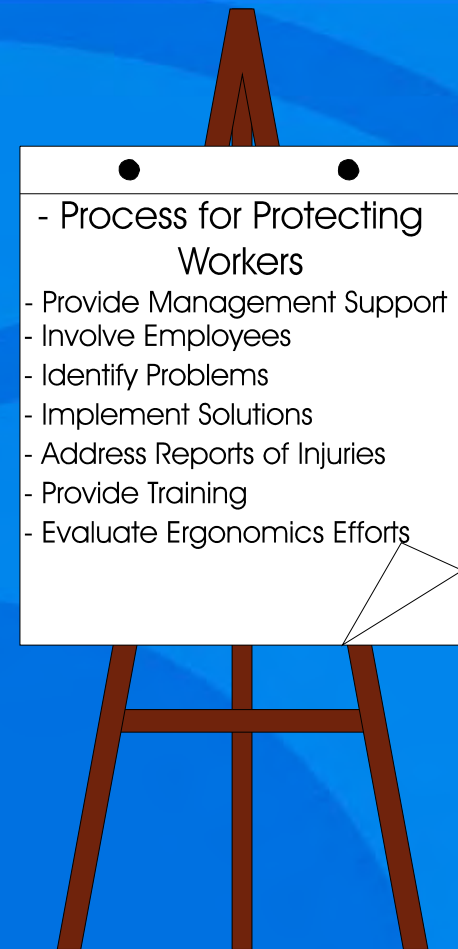 - Process for Protecting
Workers
- Provide Management Support
- Involve Employees
- Identify Problems
- Implement Solutions
- Address Reports of Injuries
- Provide Training
- Evaluate Ergonomics Efforts